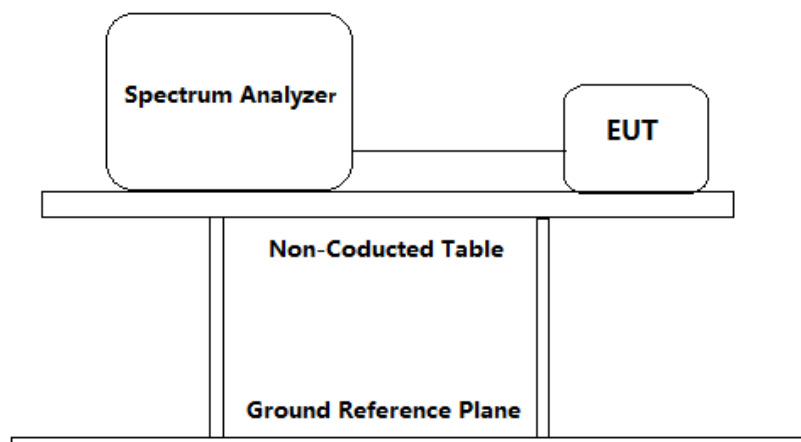 Spectrum Analyzer
EUT
Non-Coducted Table
Ground Reference Plane